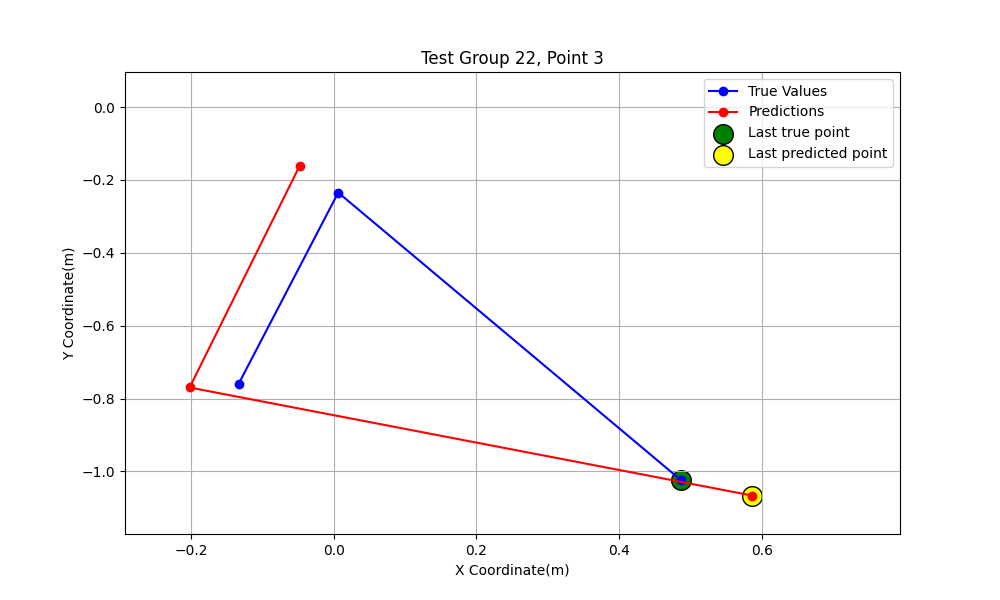 Test Group 22, Point 3
True Values
Predictions
Last true point
Last predicted point
Y Coordinate(m)
0.0
−0.2
−0.4
−0.6
−0.8
−1.0
−0.2 0.0 0.2 0.4 0.6
X Coordinate(m)